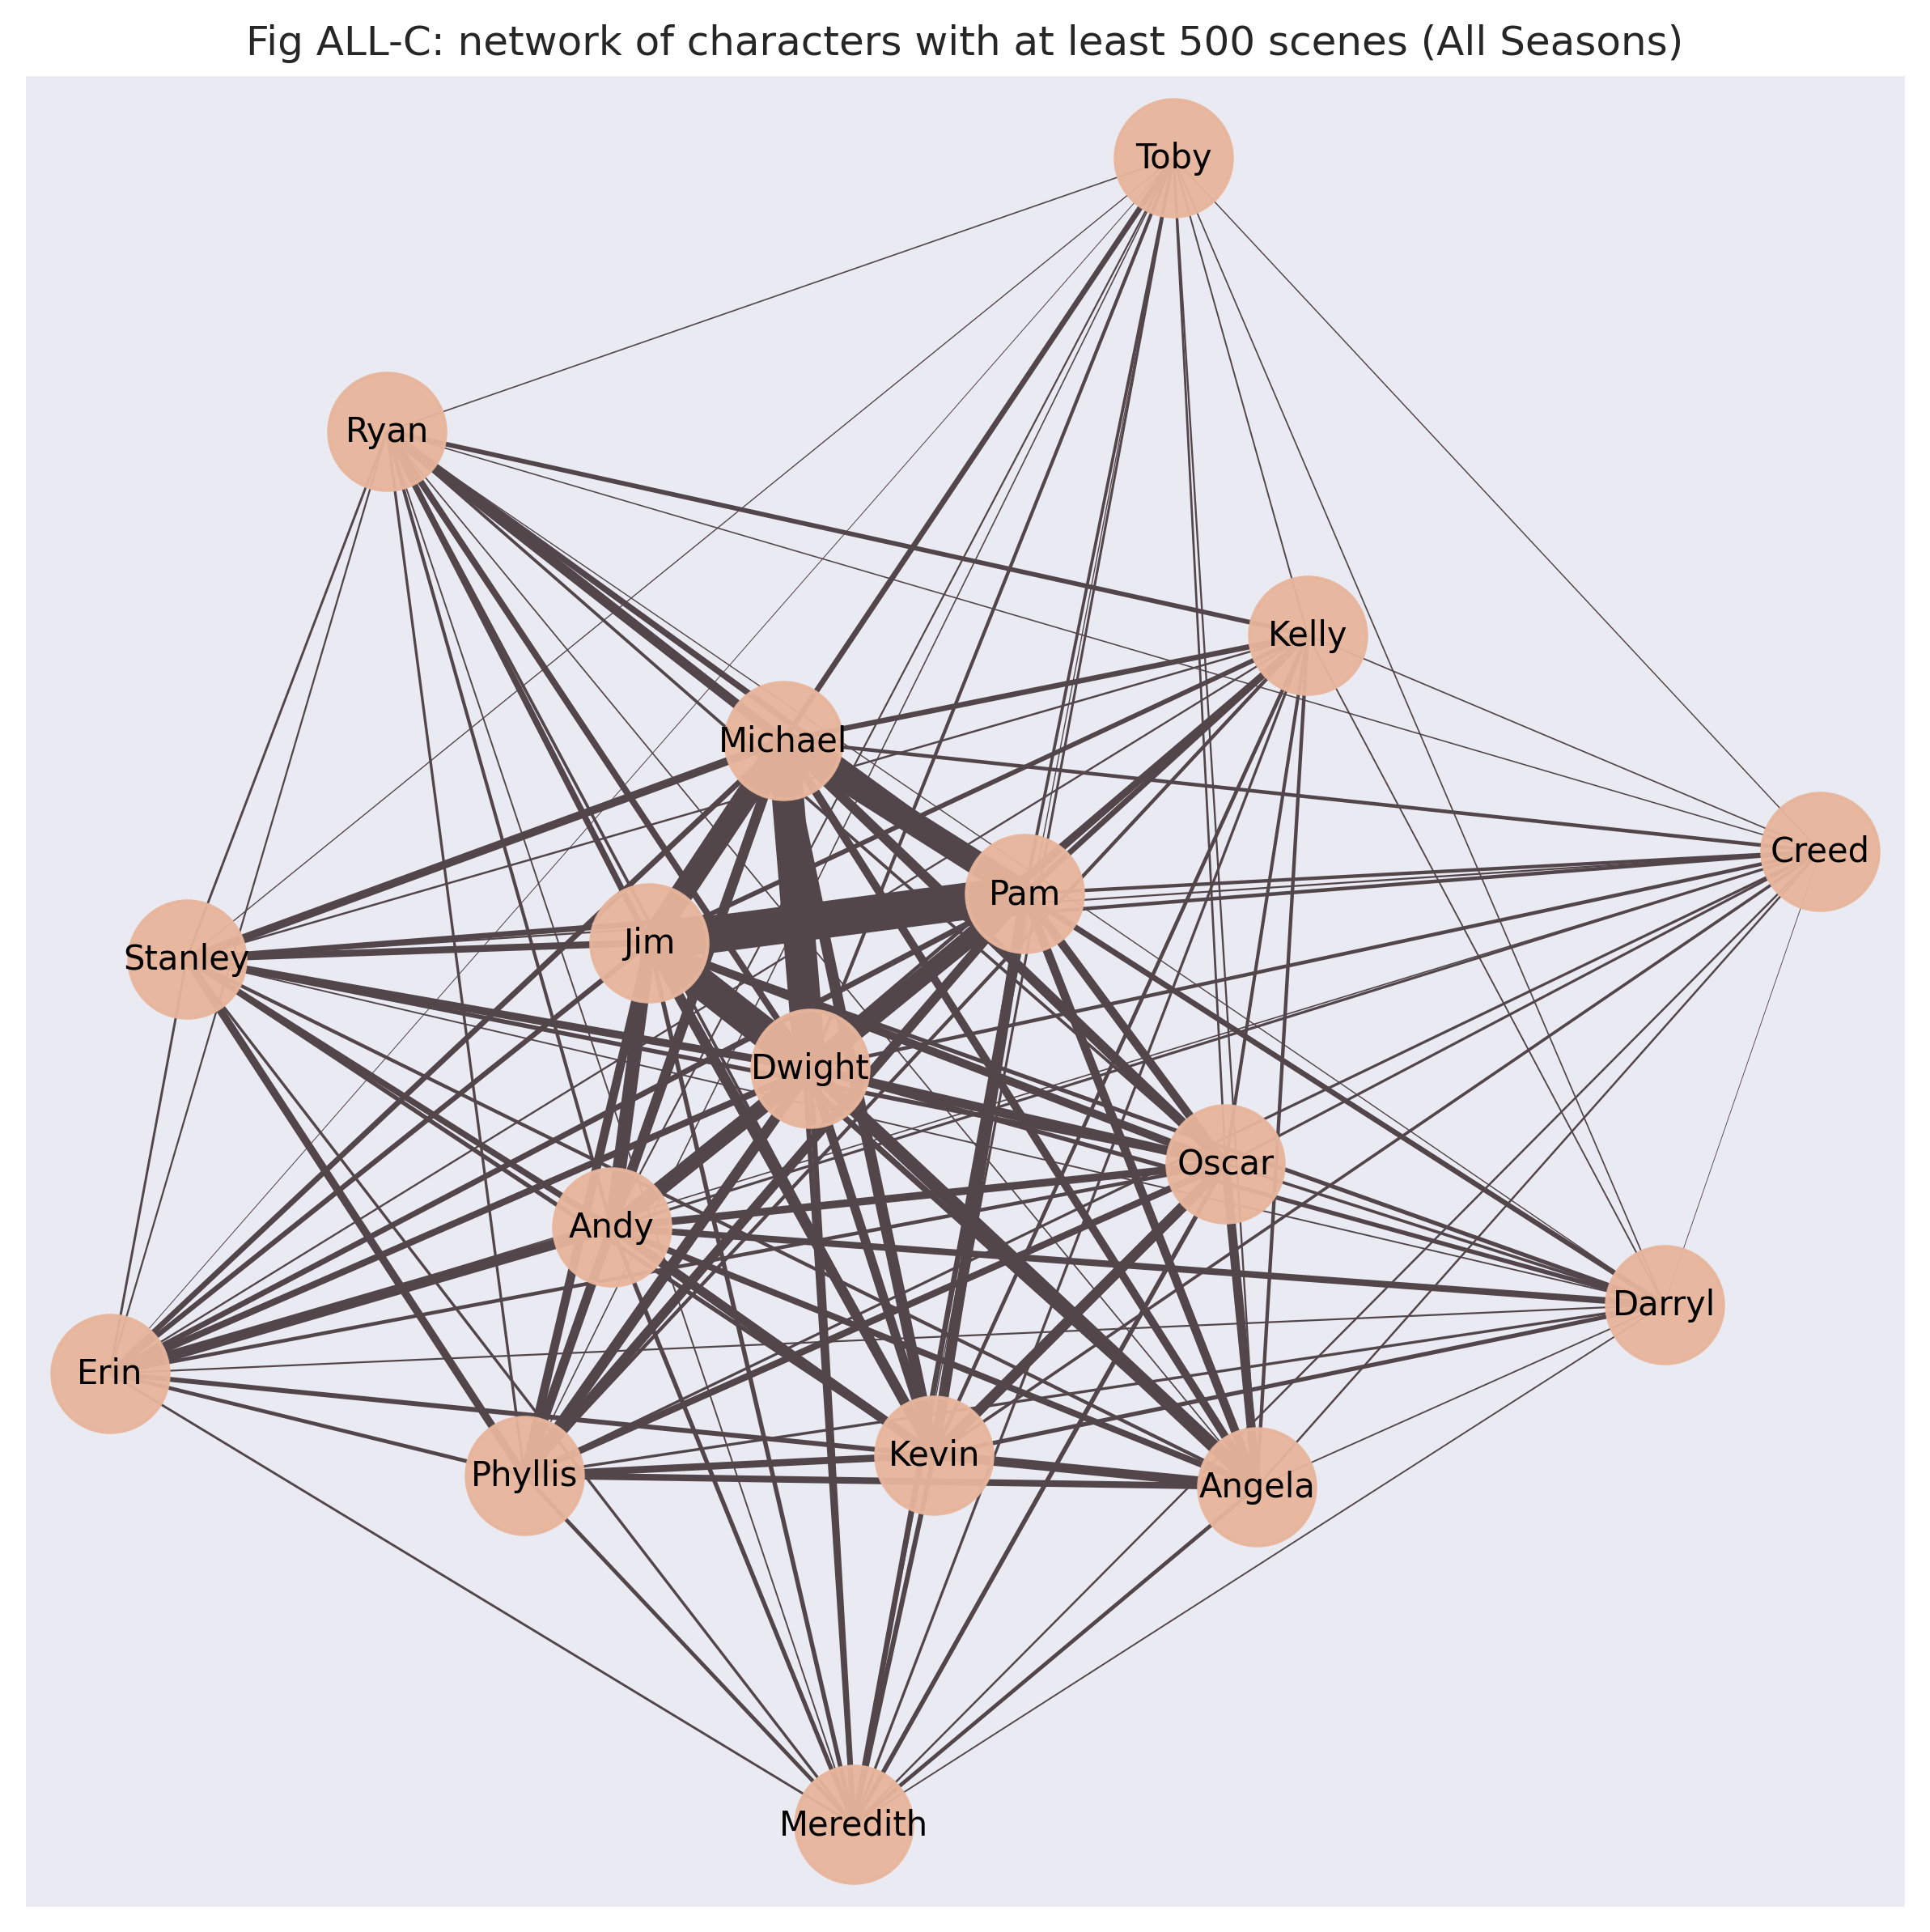 Fig ALL-C: network of characters with at least 500 scenes (All Seasons)
Toby
Ryan
Kelly
Michael
Creed
Pam
Jim
Stanley
Dwight
Oscar
Andy
Darryl
Erin
Kevin
Phyllis
Angela
Meredith